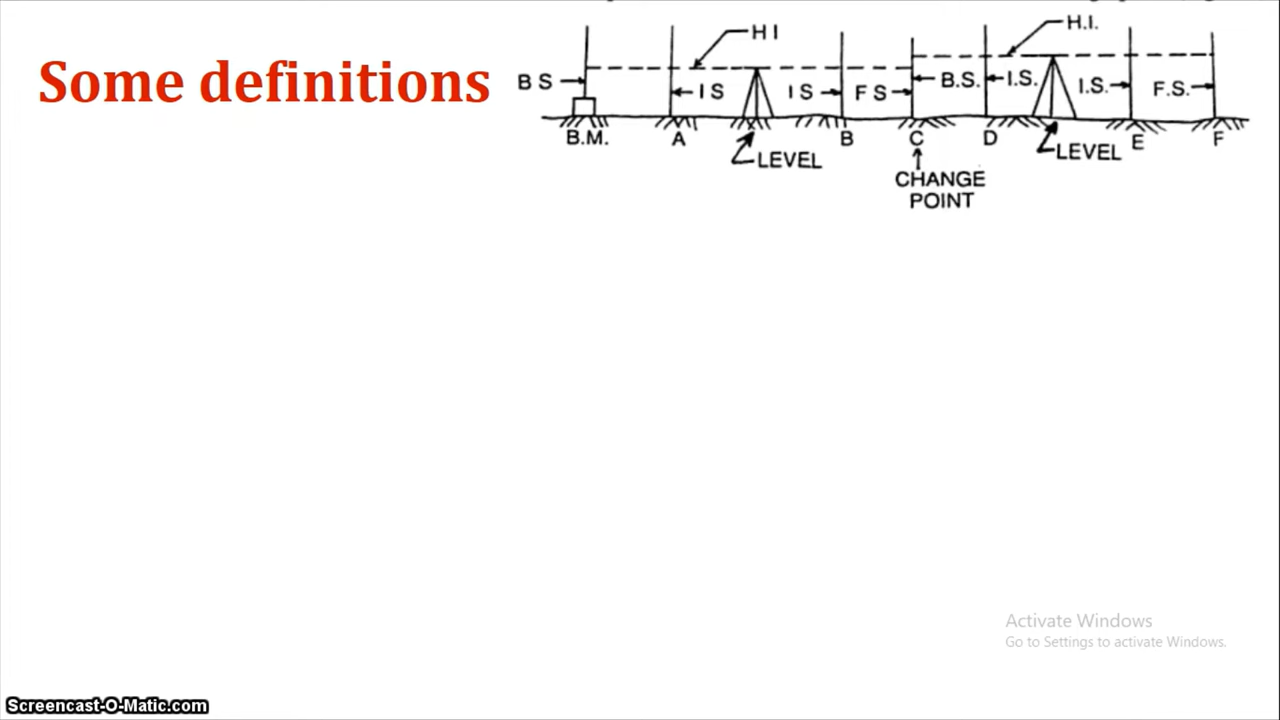 Some definitions
H I
H.I.
B S
I S
I S
F S
B.S.
I.S.
I.S.
F.S.
B.M.
A
B
C
D
E
F
LEVEL
LEVEL
CHANGE
POINT
Activate Windows
Go to Settings to activate Windows.
Screencast-O-Matic.com